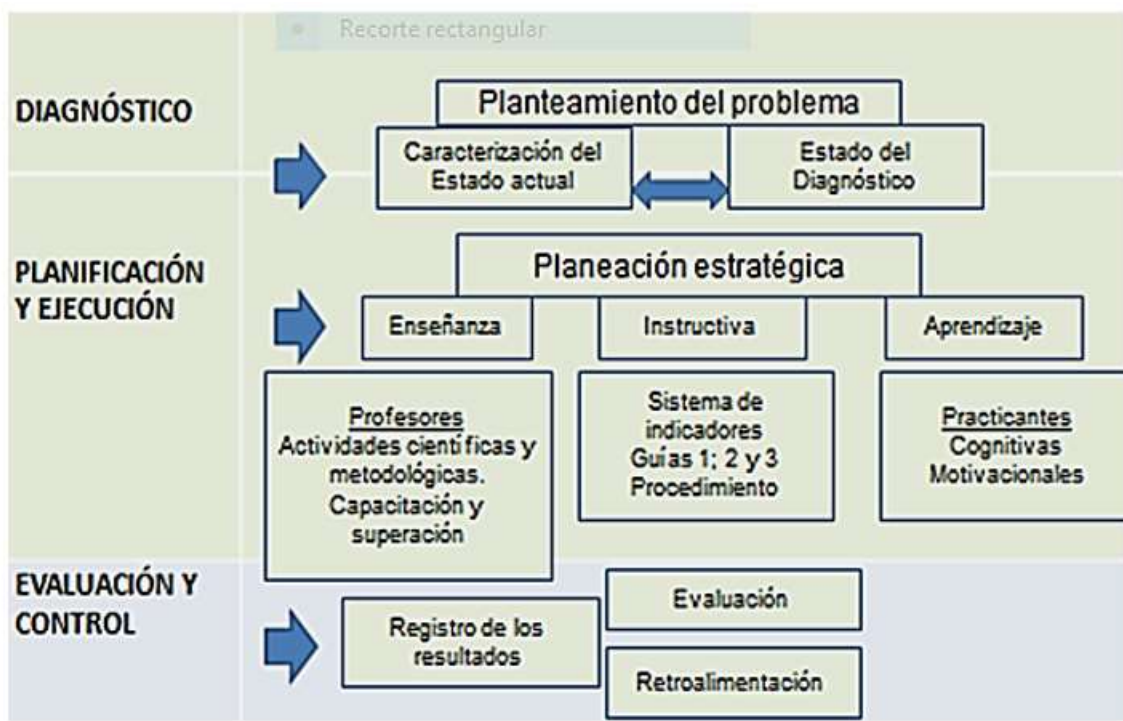 Recorte rectangular
DIAGNÓSTICO
Planteamiento del problema
Caracterización del
Estado actual
Estado del
Diagnóstico
PLANIFICACIÓN
Y EJECUCIÓN
Planeación estratégica
Enseñanza
Instructiva
Aprendizaje
Profesores
Actividades científicas y
metodológicas.
Capacitación y
superación
Sistema de
indicadores
Guías 1; 2 y 3
Procedimiento
Practicantes
Cognitivas
Motivacionales
EVALUACIÓN Y
CONTROL
Registro de los
resultados
Evaluación
Retroalimentación